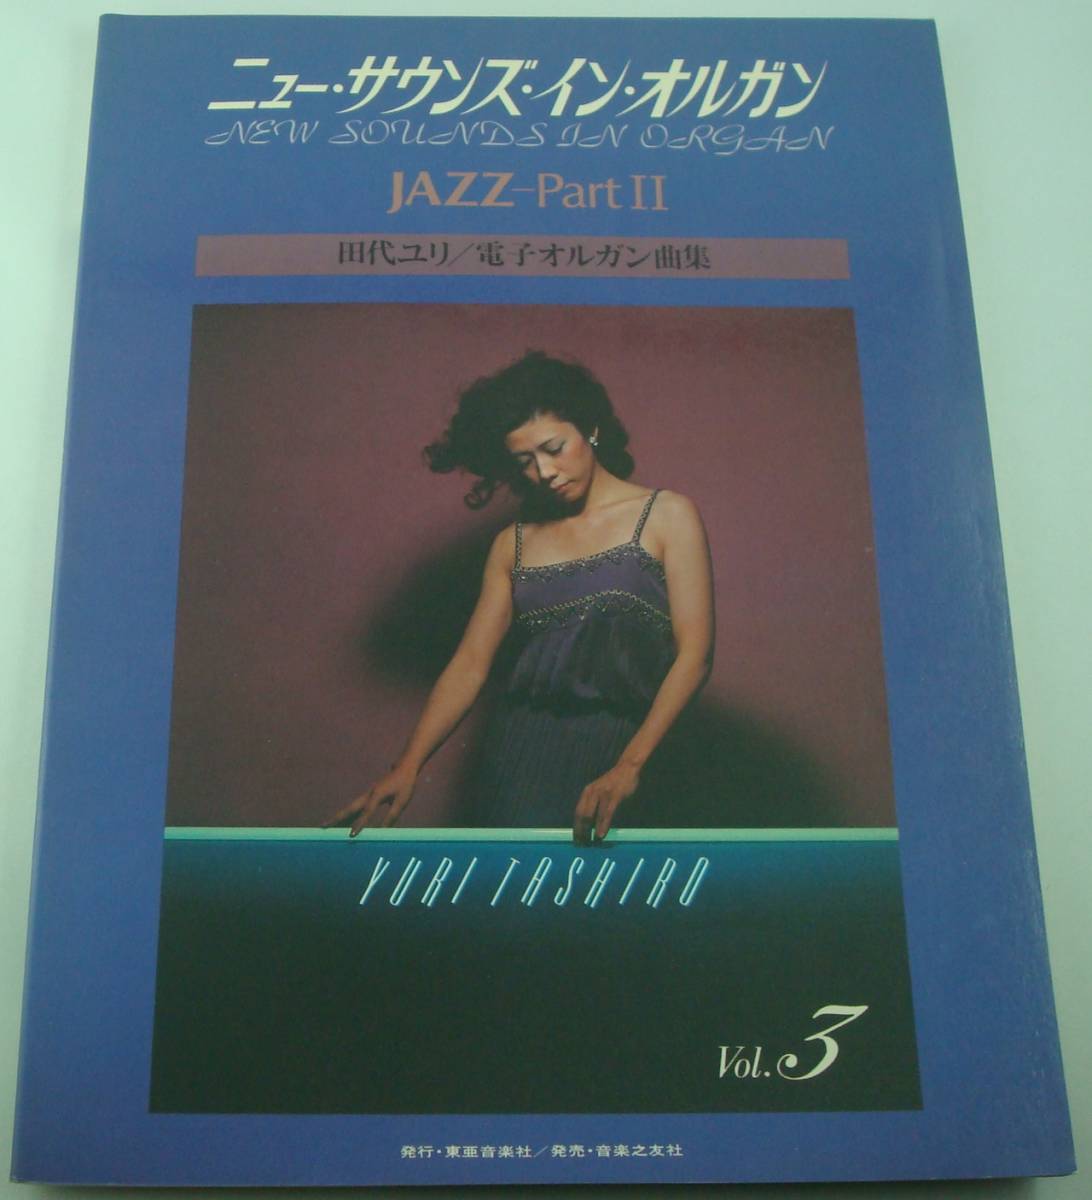 ニュー・サウンズ・イン・オルガン
NEW SOUNDS IN ORGAN
JAZZ-Part II
田代ユリ/電子オルガン曲集
YURI TASHIRO
Vol. 3
発行・東亜音楽社/発売・音楽之友社